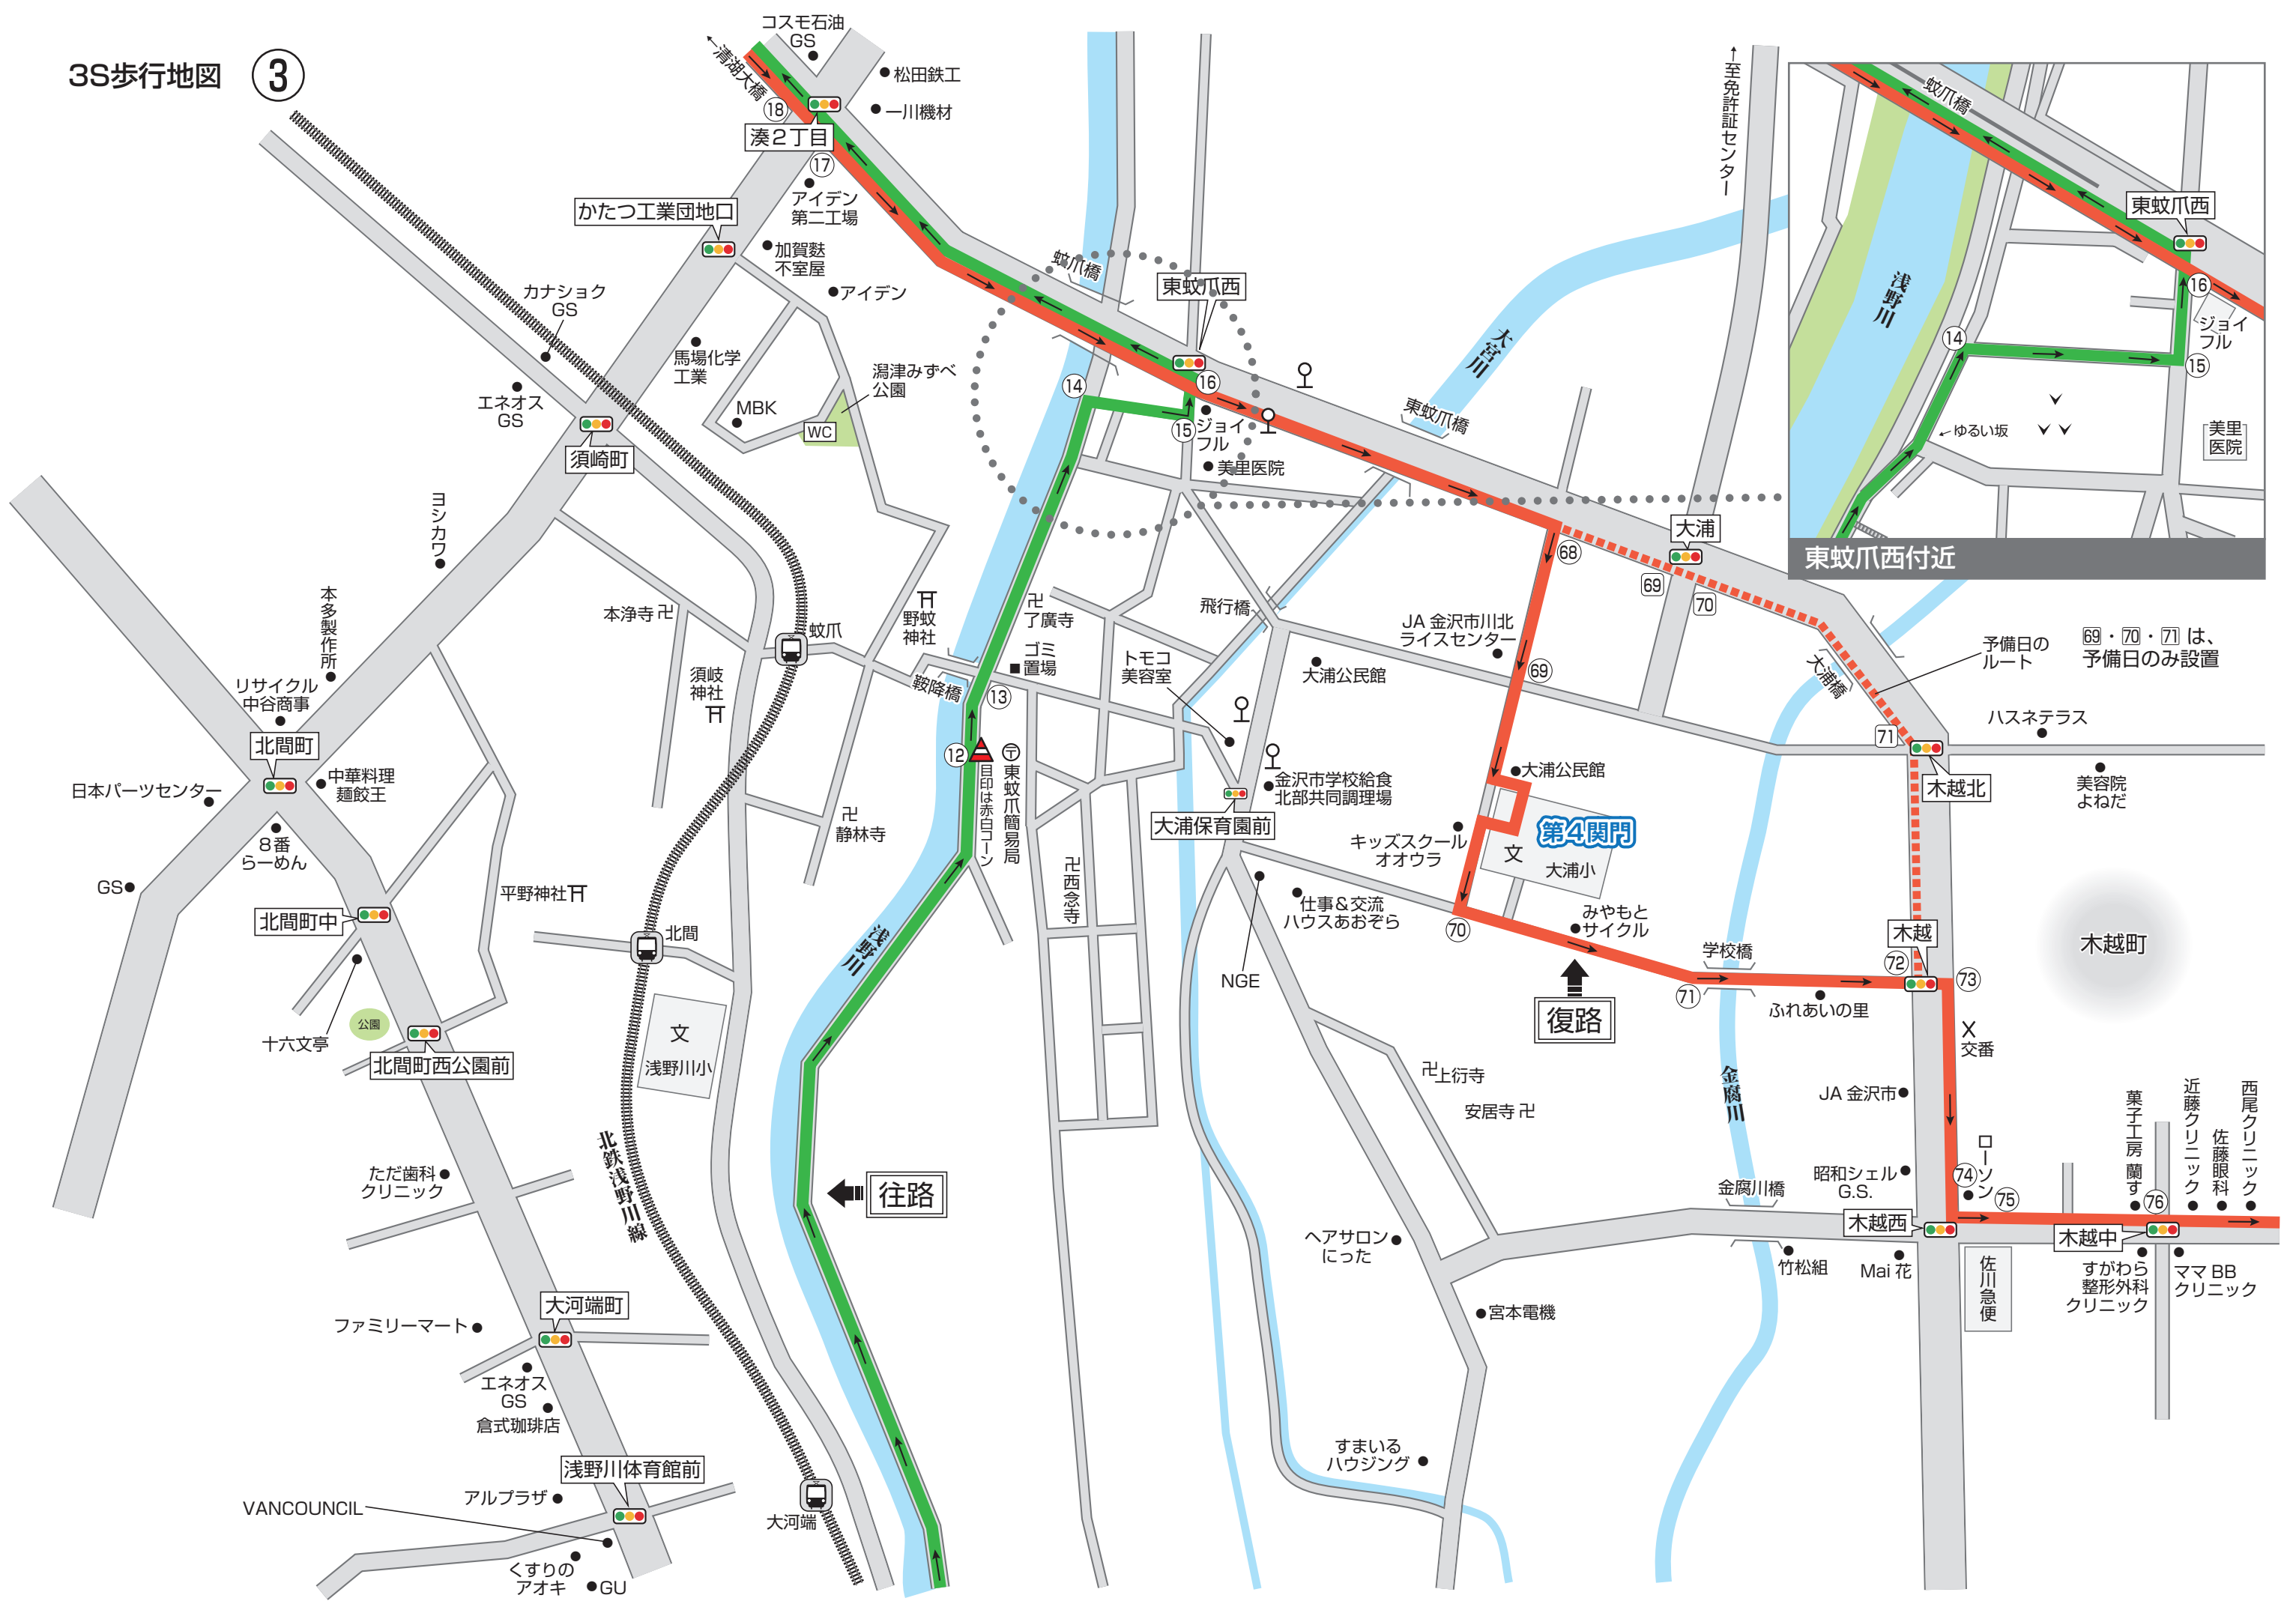 3S歩行地図 ③
コスモ石油
GS
←清湖大橋
松田鉄工
一川機材
18
湊2丁目
17
アイデン
第二工場
かたつ工業団地口
加賀麩
不室屋
アイデン
カナショク
GS
馬場化学
工業
エネオス
GS
MBK
WC
潟津みずべ
公園
須崎町
ヨシカワ
本多製作所
リサイクル
中谷商事
北間町
日本パーツセンター
中華料理
麺餃王
8番
らーめん
GS
北間町中
十六文亭
公園
北間町西公園前
平野神社
本浄寺
須岐
神社
蚊爪
野蚊
神社
鞍降橋
静林寺
北間
文
浅野川小
北鉄浅野川線
ただ歯科
クリニック
大河端町
ファミリーマート
エネオス
GS
倉式珈琲店
浅野川体育館前
アルプラザ
VANCOUNCIL
くすりの
アオキ
GU
大河端
往路
浅野川
蚊爪橋
東蚊爪西
14
15
16
ジョイ
フル
美里医院
了廣寺
ゴミ
置場
13
12
目印は赤白コーン
東蚊爪簡易局
西念寺
トモコ
美容室
飛行橋
大浦公民館
金沢市学校給食
北部共同調理場
大浦保育園前
NGE
仕事&交流
ハウスあおぞら
大宮川
東蚊爪橋
←至免許証センター
大浦
68
69
70
JA 金沢市川北
ライスセンター
69
大浦公民館
キッズスクール
オオウラ
第4関門
文
大浦小
70
みやもと
サイクル
復路
学校橋
71
ふれあいの里
大浦橋
予備日の
ルート
69・70・71 は、
予備日のみ設置
71
木越北
ハスネテラス
美容院
よねだ
木越
72
73
木越町
交番
JA 金沢市
昭和シェル
G.S.
ローソン
74
75
木越西
Mai 花
佐川急便
木越中
76
菓子工房 蘭す
近藤クリニック
佐藤眼科
西尾クリニック
すがわら
整形外科
クリニック
ママ BB
クリニック
金腐川
金腐川橋
竹松組
上衍寺
安居寺
ヘアサロン
にった
宮本電機
すまいる
ハウジング
蚊爪橋
東蚊爪西
浅野川
16
ジョイ
フル
14
15
←ゆるい坂
美里
医院
東蚊爪西付近